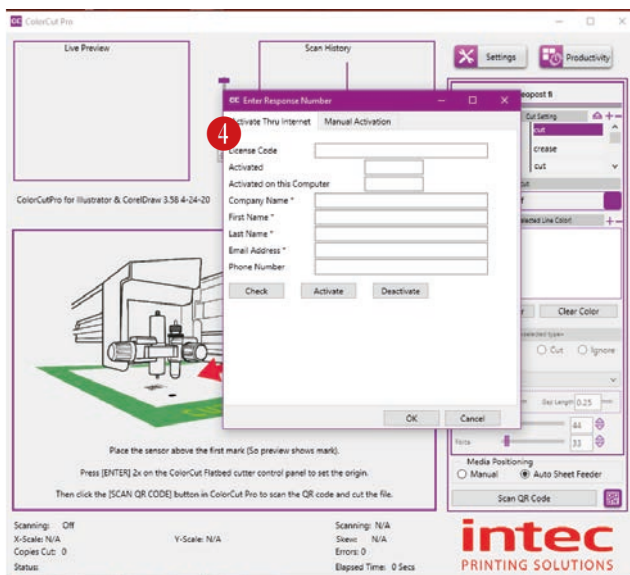 CC ColorCut Pro
Live Preview
Scan History
Settings
Productivity
CC Enter Response Number
Activate Thru Internet Manual Activation
4
License Code
Activated
Activated on this Computer
Company Name *
First Name *
Last Name *
Email Address *
Phone Number
Check Activate Deactivate
OK Cancel
eopost fi
Cut Setting
cut
crease
cut
ColorCutPro for Illustrator & CorelDraw 3.58 4-24-20
Clear Color
Cut Ignore
Gap Length 0.25
44
Force 33
Media Positioning
Manual Auto Sheet Feeder
Scan QR Code
Place the sensor above the first mark (So preview shows mark).
Press [ENTER] 2x on the ColorCut Flatbed cutter control panel to set the origin.
Then click the [SCAN QR CODE] button in ColorCut Pro to scan the QR code and cut the file.
Scanning: Off
X-Scale: N/A Y-Scale: N/A
Copies Cut: 0
Status:
Scanning: N/A
Skew: N/A
Errors: 0
Elapsed Time: 0 Secs
intec
PRINTING SOLUTIONS